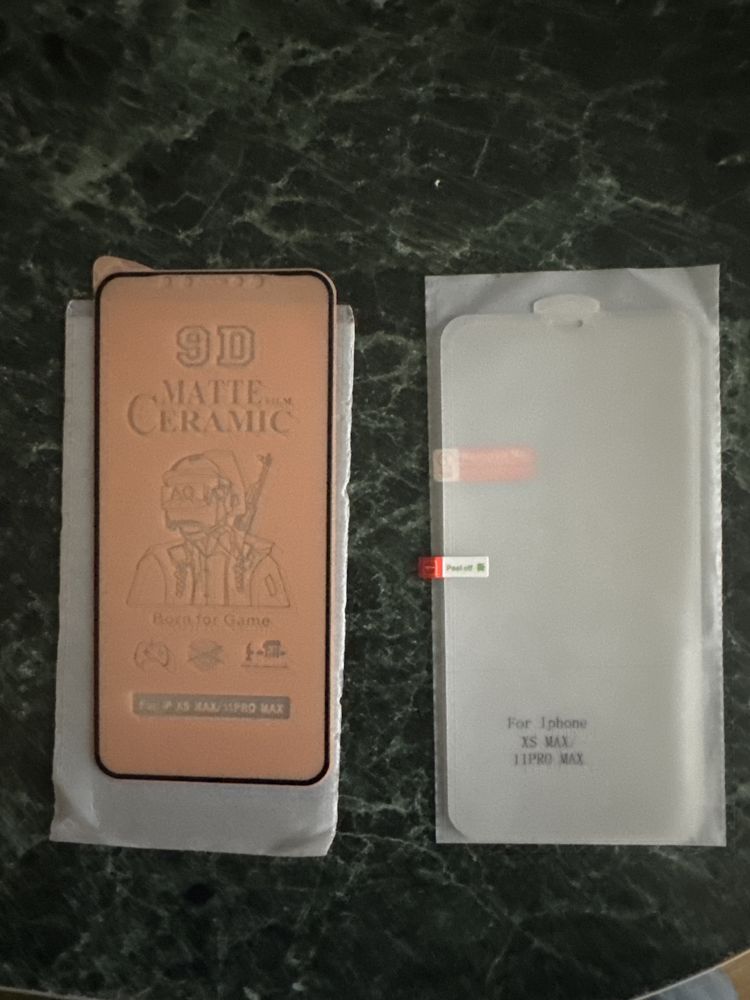 9D
MATTE FILM
CERAMIC
Born for Game
For iP XS MAX/11PRO MAX
Peel off
For Iphone
XS MAX/
11PRO MAX